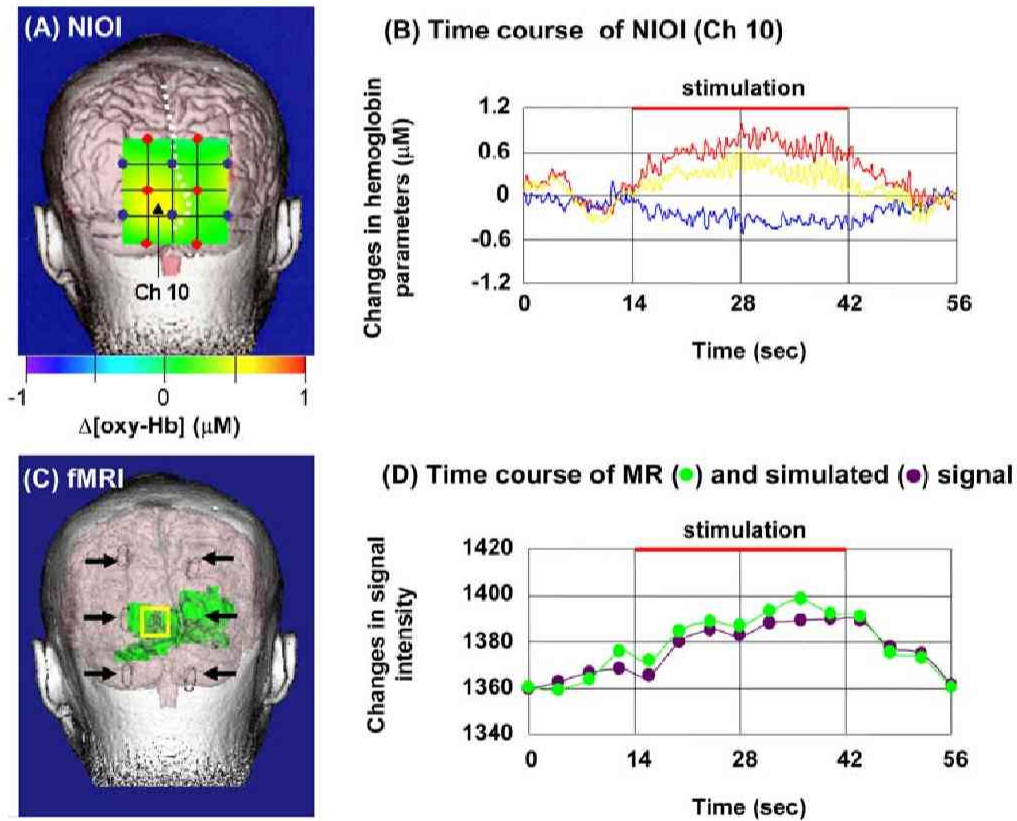 (A) NIOI
Ch 10
-1 0 1
Δ[oxy-Hb] (μM)
(B) Time course of NIOI (Ch 10)
stimulation
Changes in hemoglobin
parameters (μM)
1.2
0.6
0
-0.6
-1.2
0 14 28 42 56
Time (sec)
(C) fMRI
(D) Time course of MR (●) and simulated (●) signal
stimulation
Changes in signal
intensity
1420
1400
1380
1360
1340
0 14 28 42 56
Time (sec)